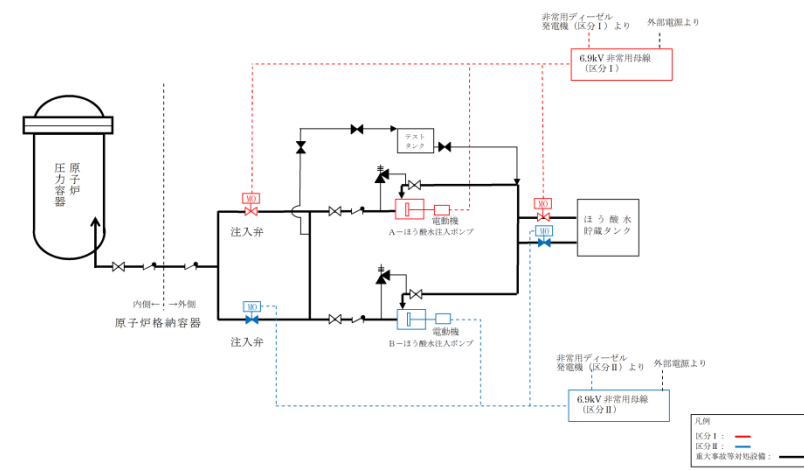 非常用ディーゼル
発電機（区分Ⅰ）より
外部電源より
6.9kV 非常用母線
（区分Ⅰ）
テスト
タンク
原子炉
圧力容器
MO
MO
注入弁
電動機
A－ほう酸水注入ポンプ
MO
ほう酸水
貯蔵タンク
内側←
→外側
原子炉格納容器
MO
注入弁
電動機
B－ほう酸水注入ポンプ
非常用ディーゼル
発電機（区分Ⅱ）より
外部電源より
6.9kV 非常用母線
（区分Ⅱ）
凡例
区分Ⅰ：
区分Ⅱ：
重大事故等対処設備：